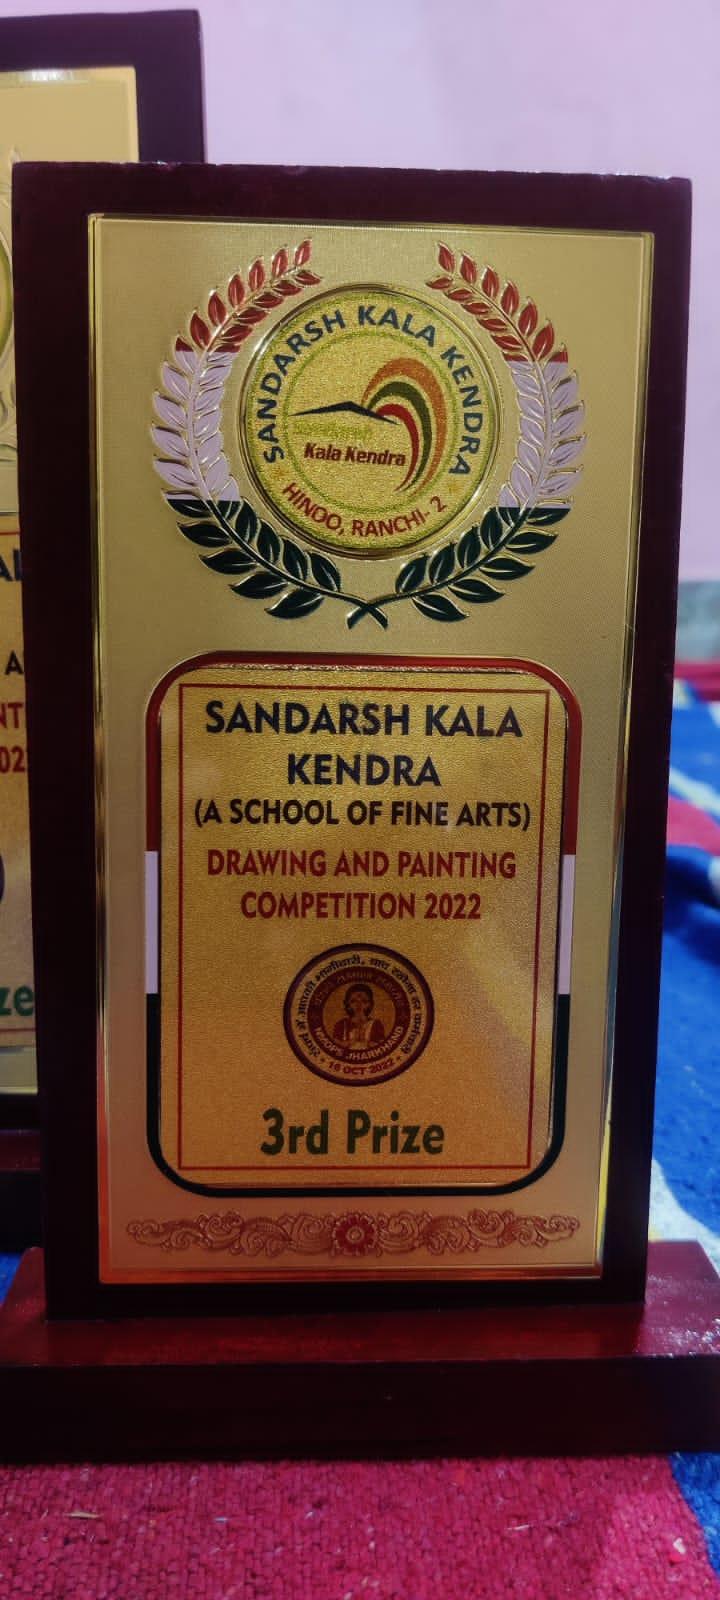 SANDARSH KALA KENDRA
Kala Kendra
HINOO, RANCHI-2
SANDARSH KALA
KENDRA
(A SCHOOL OF FINE ARTS)
DRAWING AND PAINTING
COMPETITION 2022
JHARKHAND
16 OCT 2022
3rd Prize